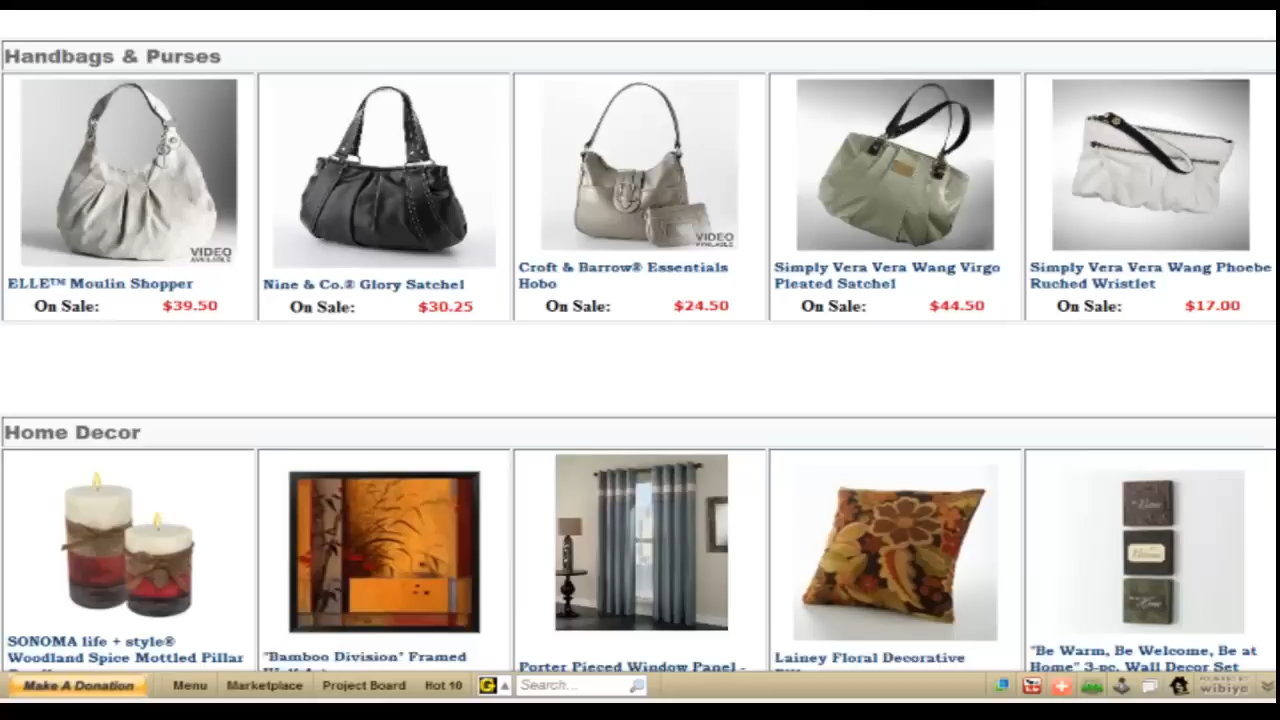 Handbags & Purses
VIDEO
AVAILABLE
VIDEO
AVAILABLE
ELLE™ Moulin Shopper
On Sale: $39.50
Nine & Co.® Glory Satchel
On Sale: $30.25
Croft & Barrow® Essentials
Hobo
On Sale: $24.50
Simply Vera Vera Wang Virgo
Pleated Satchel
On Sale: $44.50
Simply Vera Vera Wang Phoebe
Ruched Wristlet
On Sale: $17.00
Home Decor
SONOMA life + style®
Woodland Spice Mottled Pillar
"Bamboo Division" Framed
Porter Pieced Window Panel -
Lainey Floral Decorative
"Be Warm, Be Welcome, Be at
Home" 3-pc. Wall Decor Set
Make A Donation Menu Marketplace Project Board Hot 10 G Search... POWERED BY
wibiya